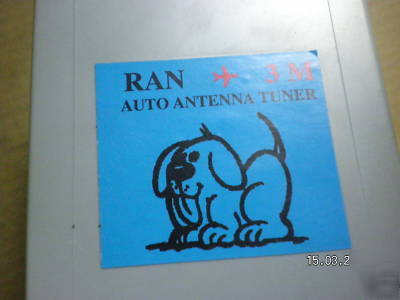 RAN ✈ 3 M
AUTO ANTENNA TUNER
15.03.2